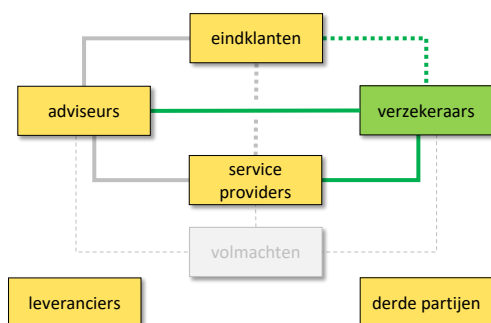 eindklanten
adviseurs
verzekeraars
service
providers
volmachten
leveranciers
derde partijen